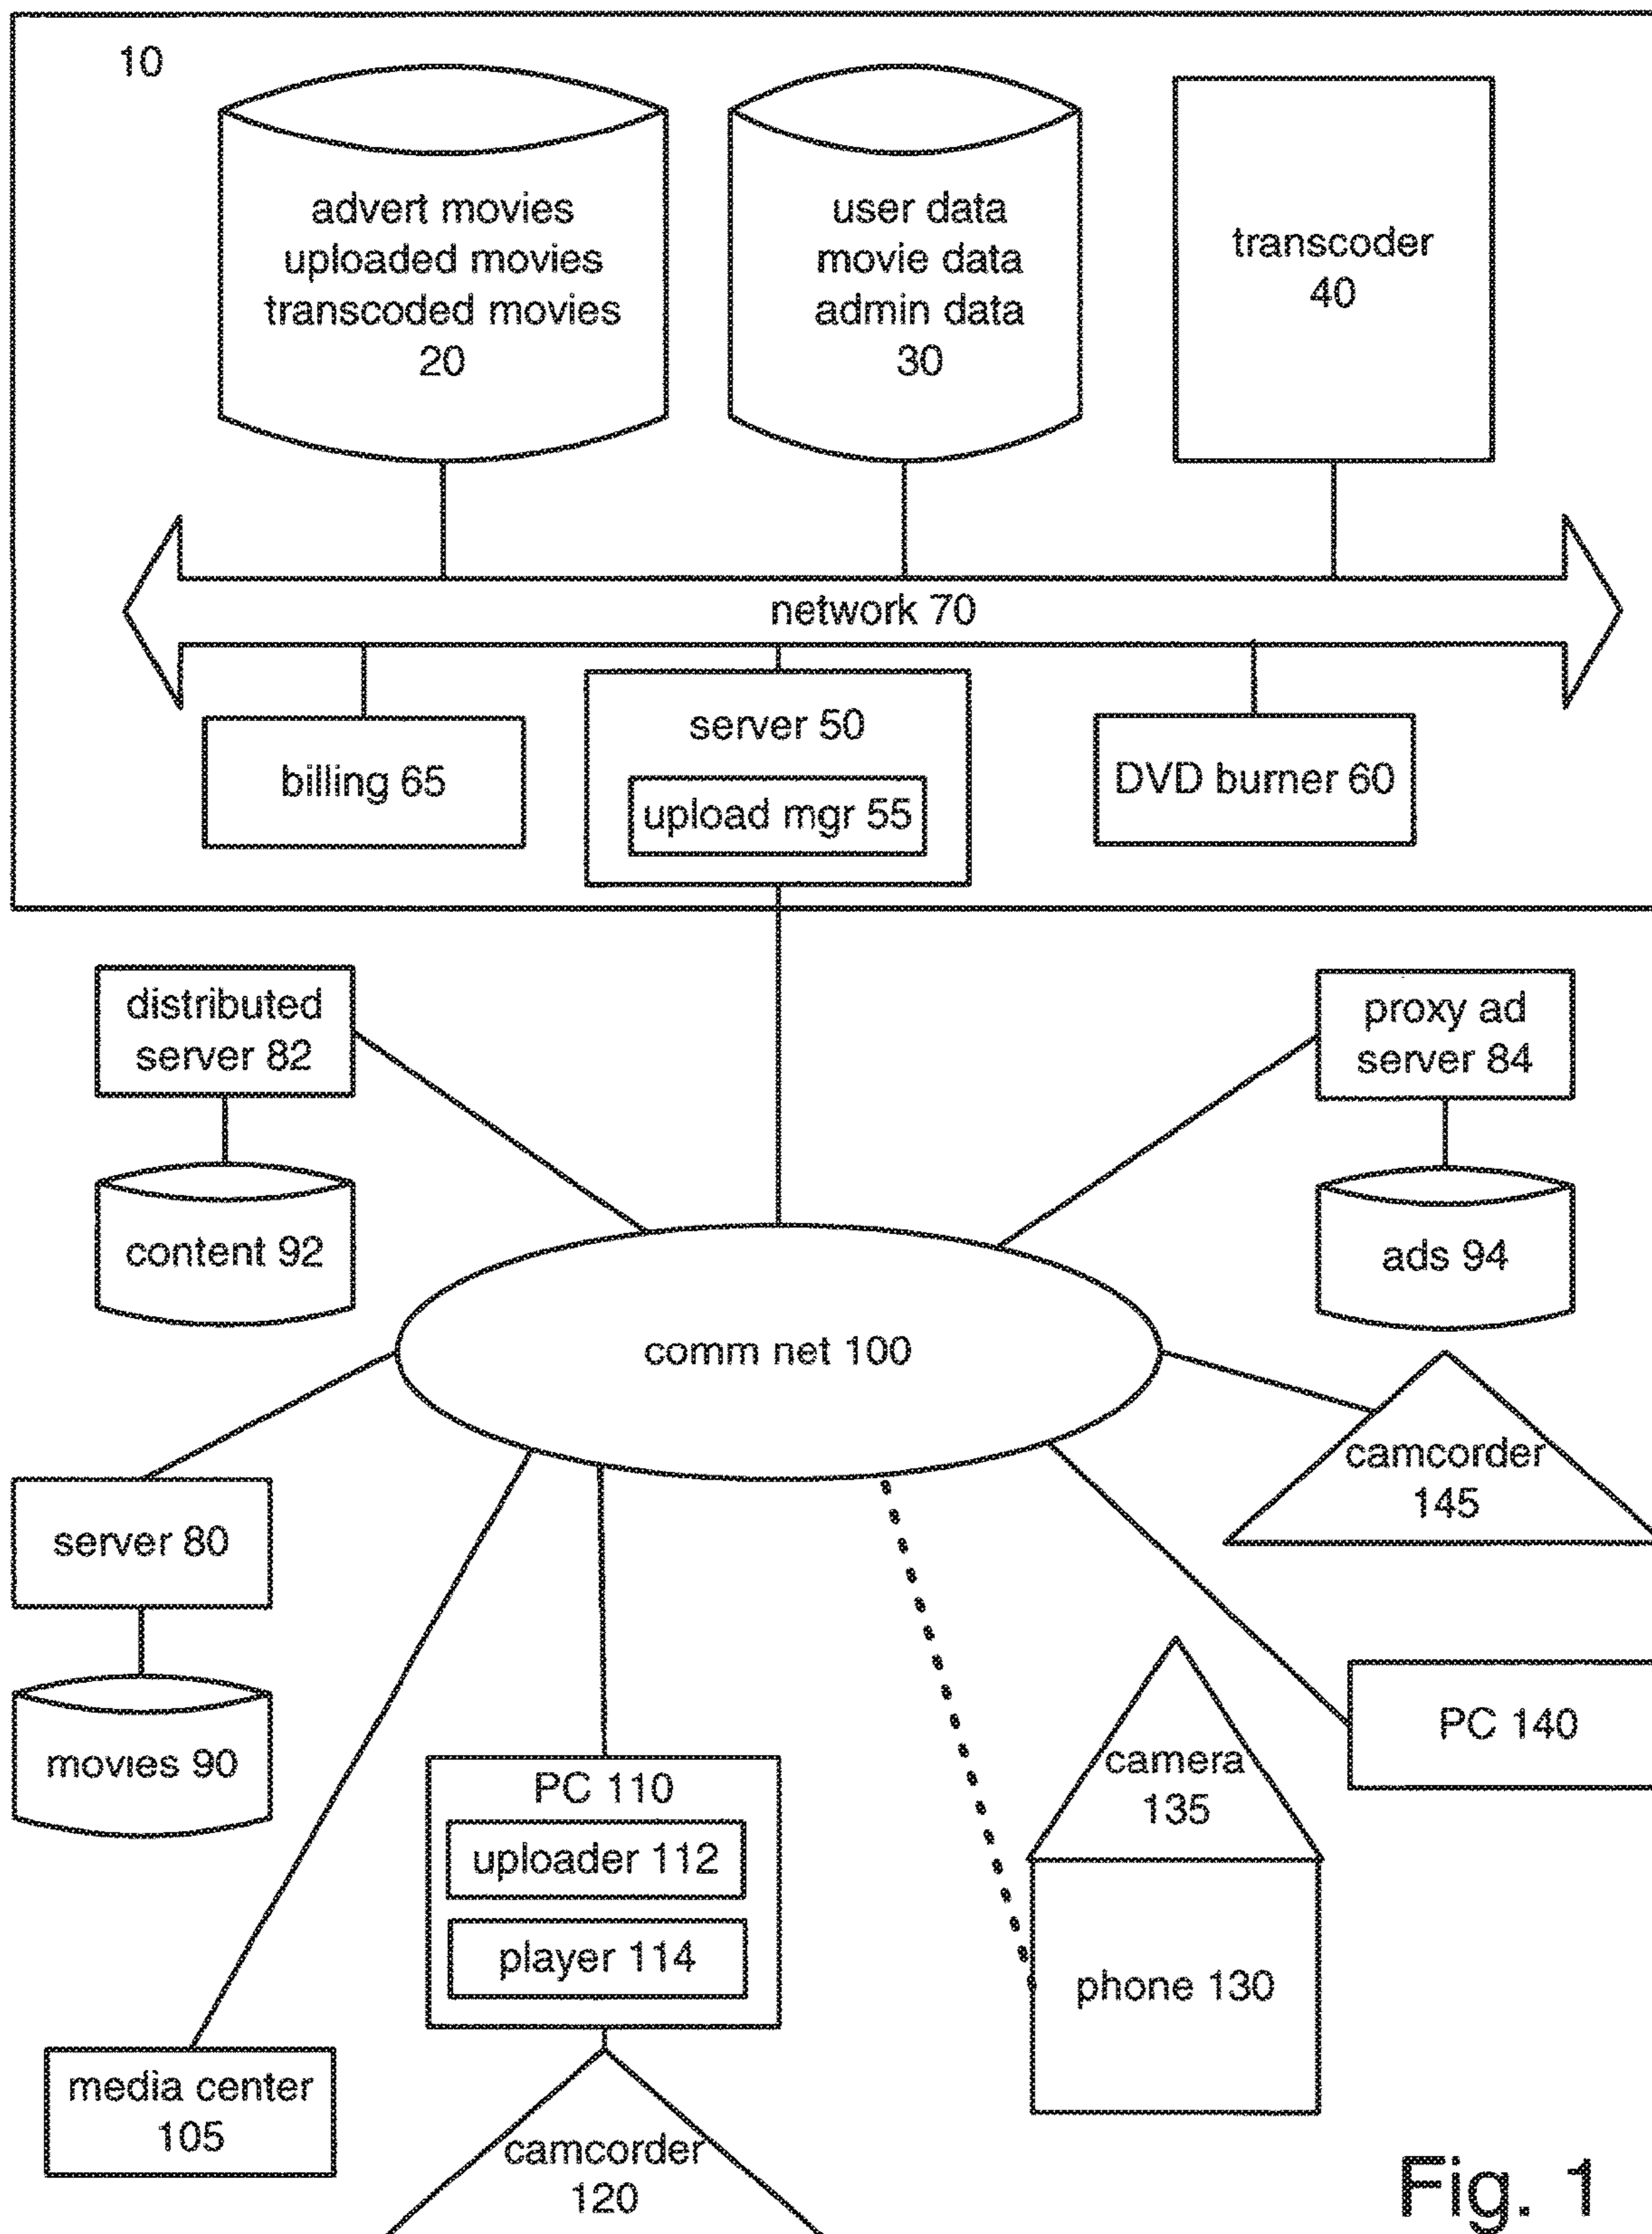 10
advert movies
uploaded movies
transcoded movies
20
user data
movie data
admin data
30
transcoder
40
network 70
billing 65
server 50
upload mgr 55
DVD burner 60
distributed
server 82
content 92
proxy ad
server 84
ads 94
comm net 100
camcorder
145
server 80
movies 90
PC 110
uploader 112
player 114
camera
135
phone 130
PC 140
media center
105
camcorder
120
Fig. 1